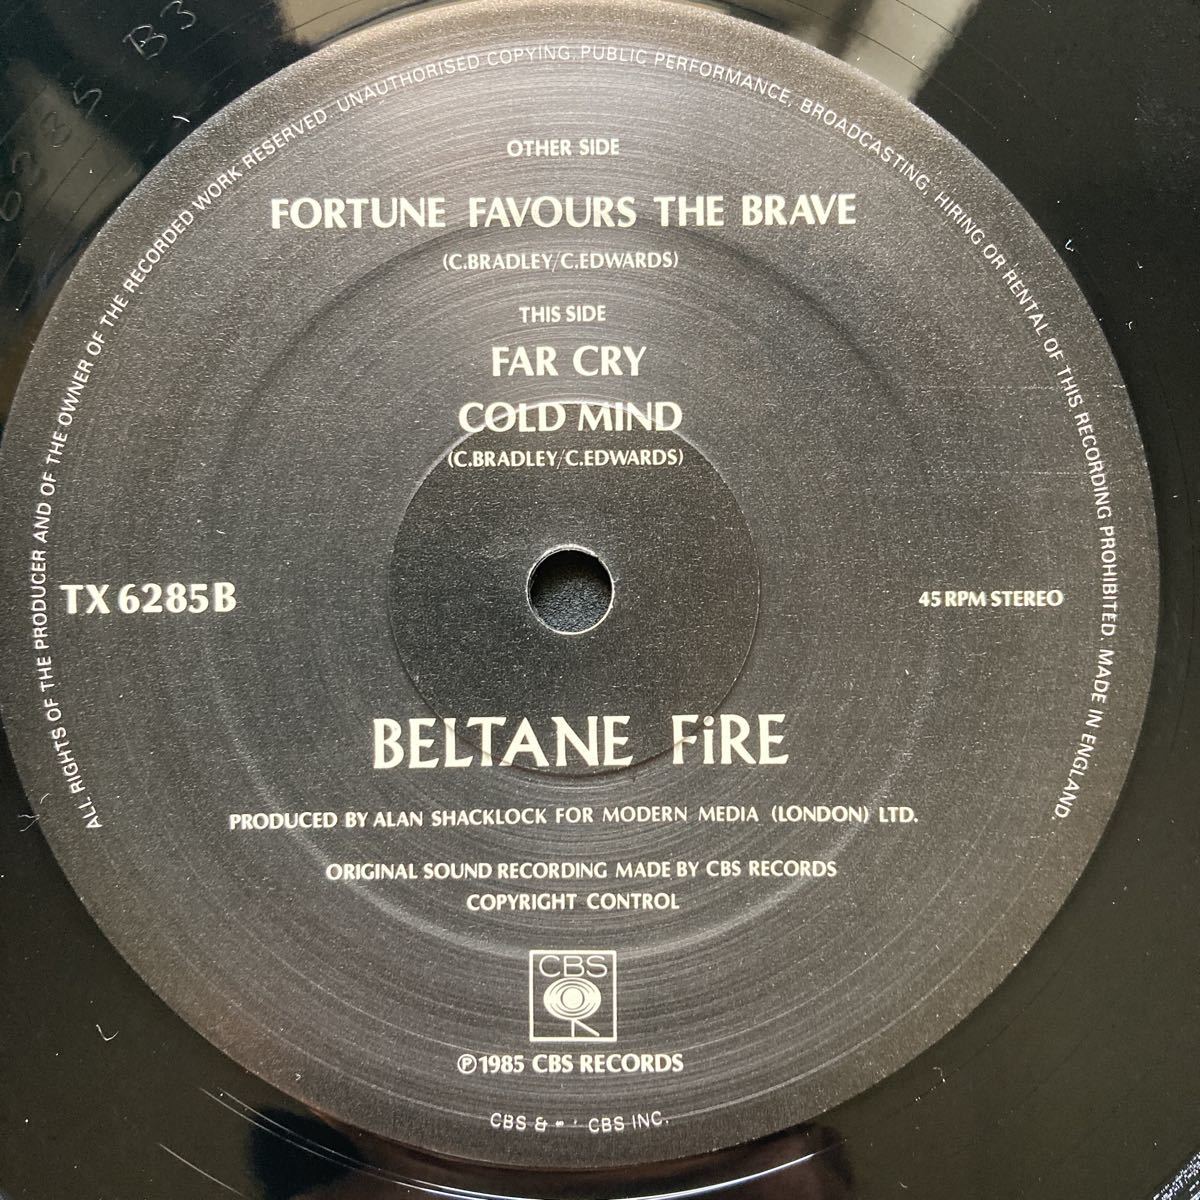 ALL RIGHTS OF THE PRODUCER AND OF THE OWNER OF THE RECORDED WORK RESERVED. UNAUTHORISED COPYING, PUBLIC PERFORMANCE, BROADCASTING, HIRING OR RENTAL OF THIS RECORDING PROHIBITED. MADE IN ENGLAND.
OTHER SIDE
FORTUNE FAVOURS THE BRAVE
(C.BRADLEY/C.EDWARDS)
THIS SIDE
FAR CRY
COLD MIND
(C.BRADLEY/C.EDWARDS)
TX 6285B
45 RPM STEREO
BELTANE FiRE
PRODUCED BY ALAN SHACKLOCK FOR MODERN MEDIA (LONDON) LTD.
ORIGINAL SOUND RECORDING MADE BY CBS RECORDS
COPYRIGHT CONTROL
CBS
℗1985 CBS RECORDS
CBS & CBS INC.
6285 B3